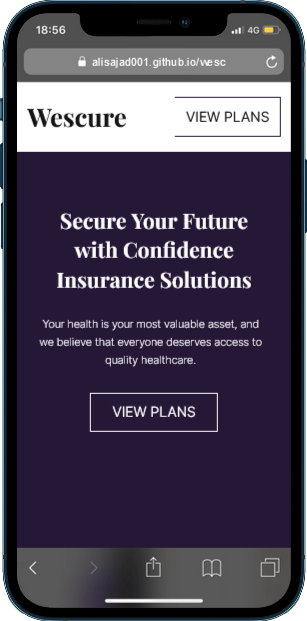 18:56
4G
alisajad001.github.io/wesc
Wescure
VIEW PLANS
Secure Your Future
with Confidence
Insurance Solutions
Your health is your most valuable asset, and
we believe that everyone deserves access to
quality healthcare.
VIEW PLANS